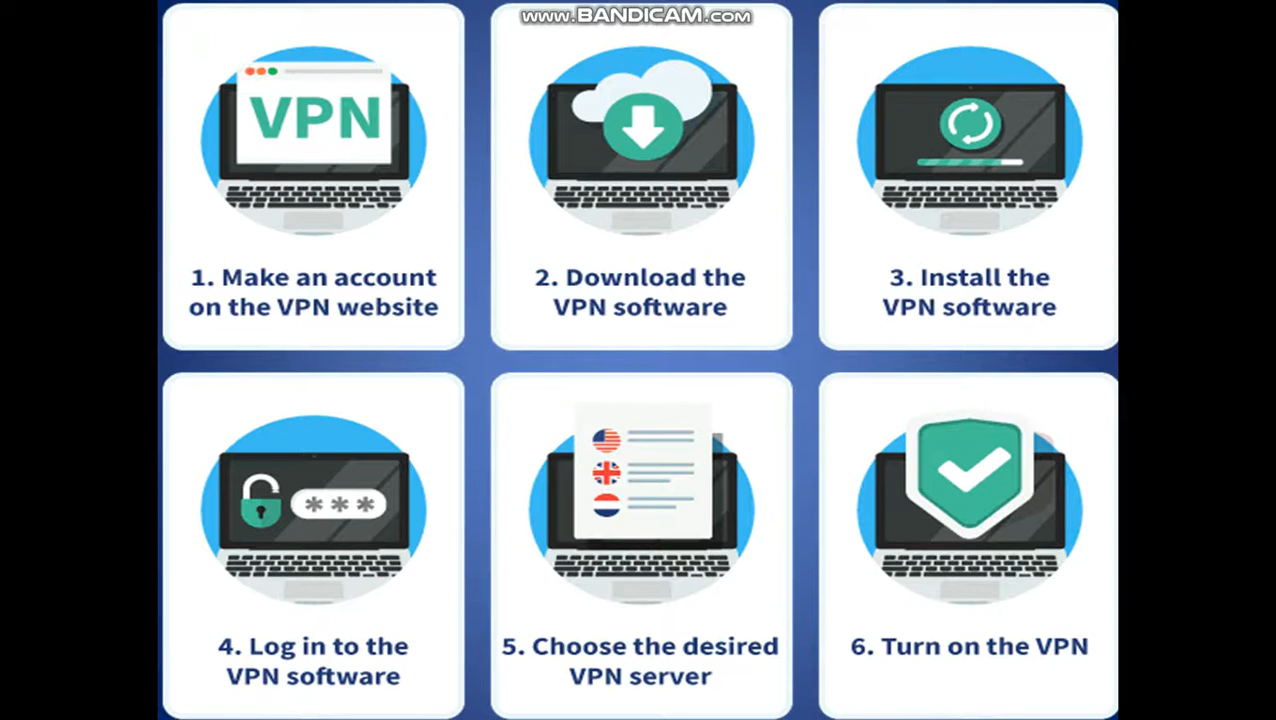 www.BANDICAM.com
VPN
1. Make an account
on the VPN website
2. Download the
VPN software
3. Install the
VPN software
***
4. Log in to the
VPN software
5. Choose the desired
VPN server
6. Turn on the VPN